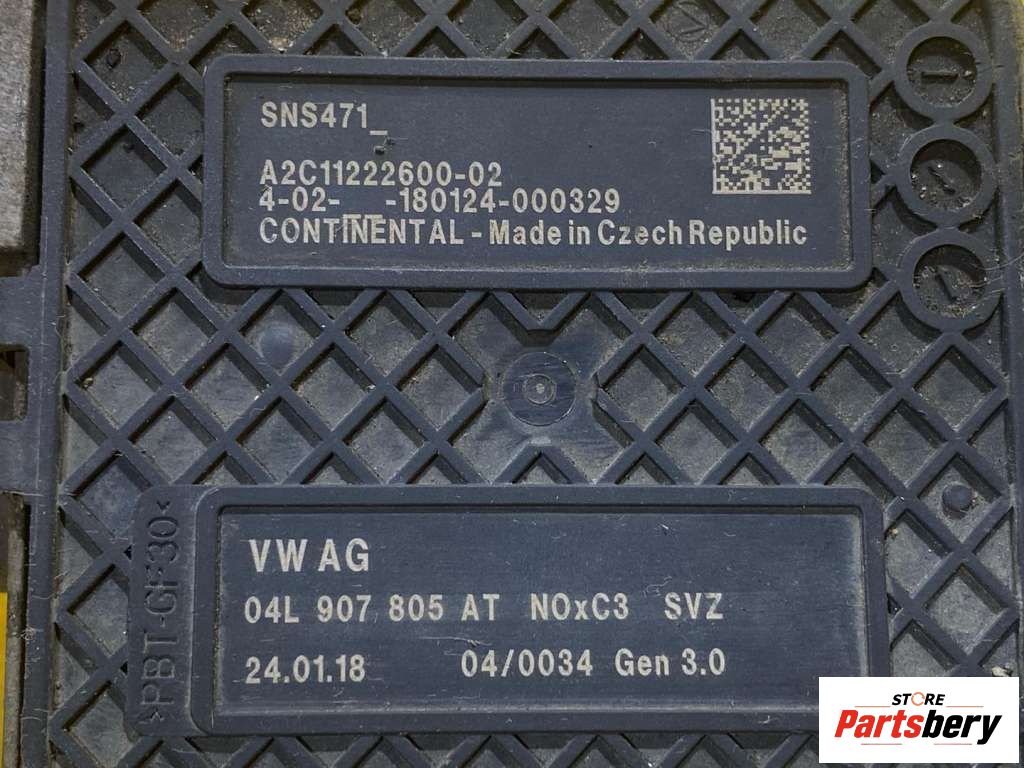 SNS471_
A2C11222600-02
4-02-__-180124-000329
CONTINENTAL - Made in Czech Republic
>PBT-GF30<
VW AG
04L 907 805 AT NOxC3 SVZ
24.01.18 04/0034 Gen 3.0
STORE
Partsbery